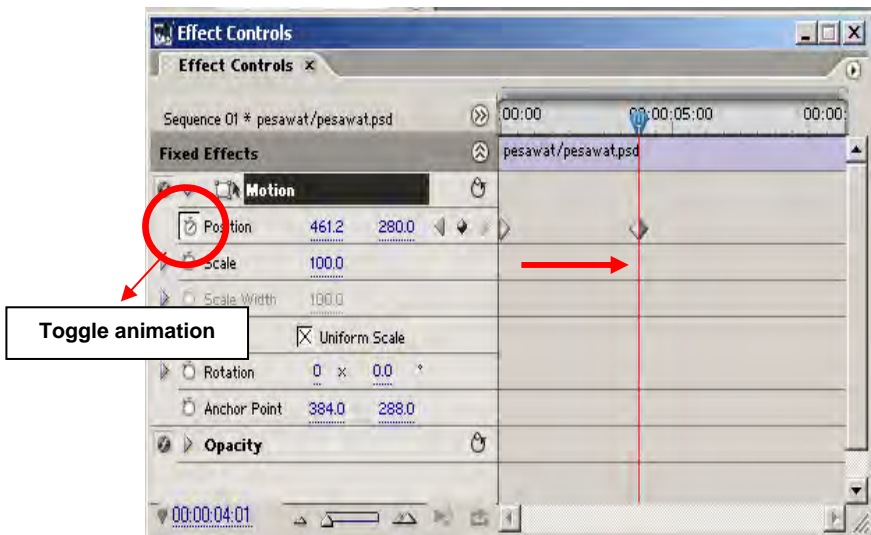 Effect Controls
Effect Controls ×
Sequence 01 * pesawat/pesawat.psd
:00:00 00:00:05:00 00:00:
Fixed Effects
pesawat/pesawat.psd
Motion
Position 461.2 280.0
Scale 100.0
Scale Width 100.0
Toggle animation
Uniform Scale
Rotation 0 x 0.0 °
Anchor Point 384.0 288.0
Opacity
00:00:04:01